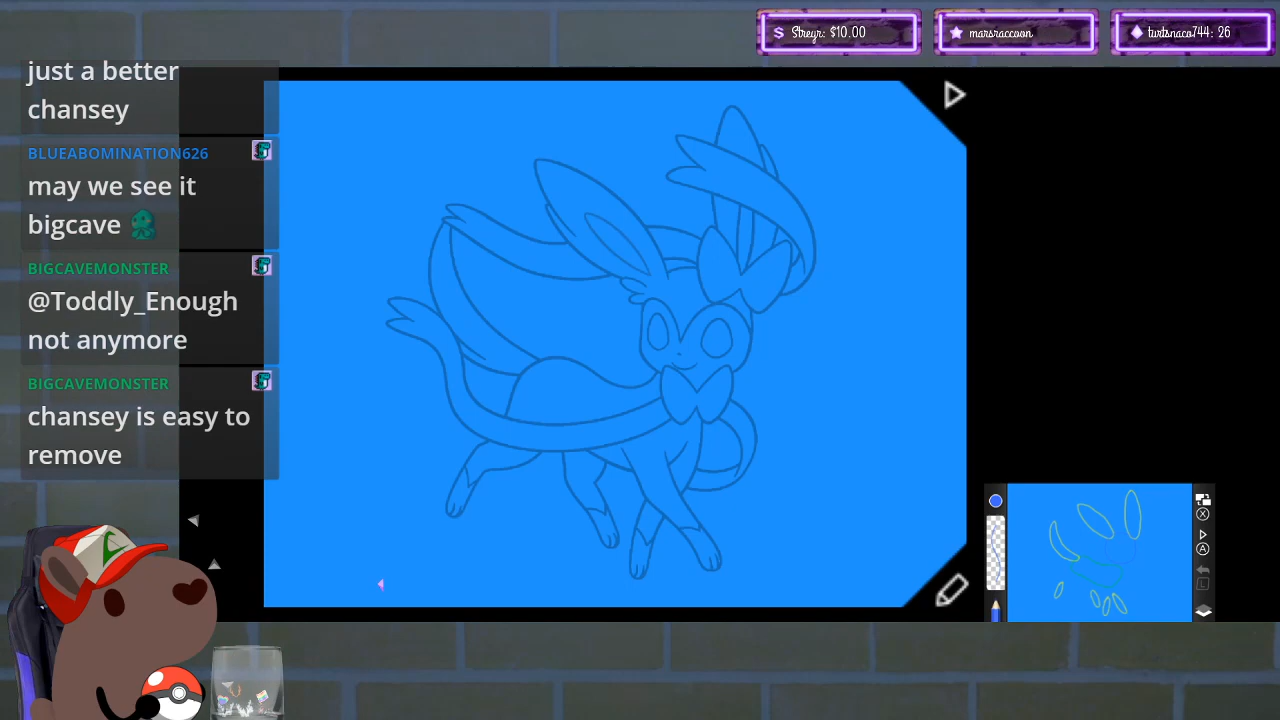 Streyr: $10.00
marsraccoon
twdsnaco744: 26
just a better
chansey
BLUEABOMINATION626
may we see it
bigcave
BIGCAVEMONSTER
@Toddly_Enough
not anymore
BIGCAVEMONSTER
chansey is easy to
remove
A
L